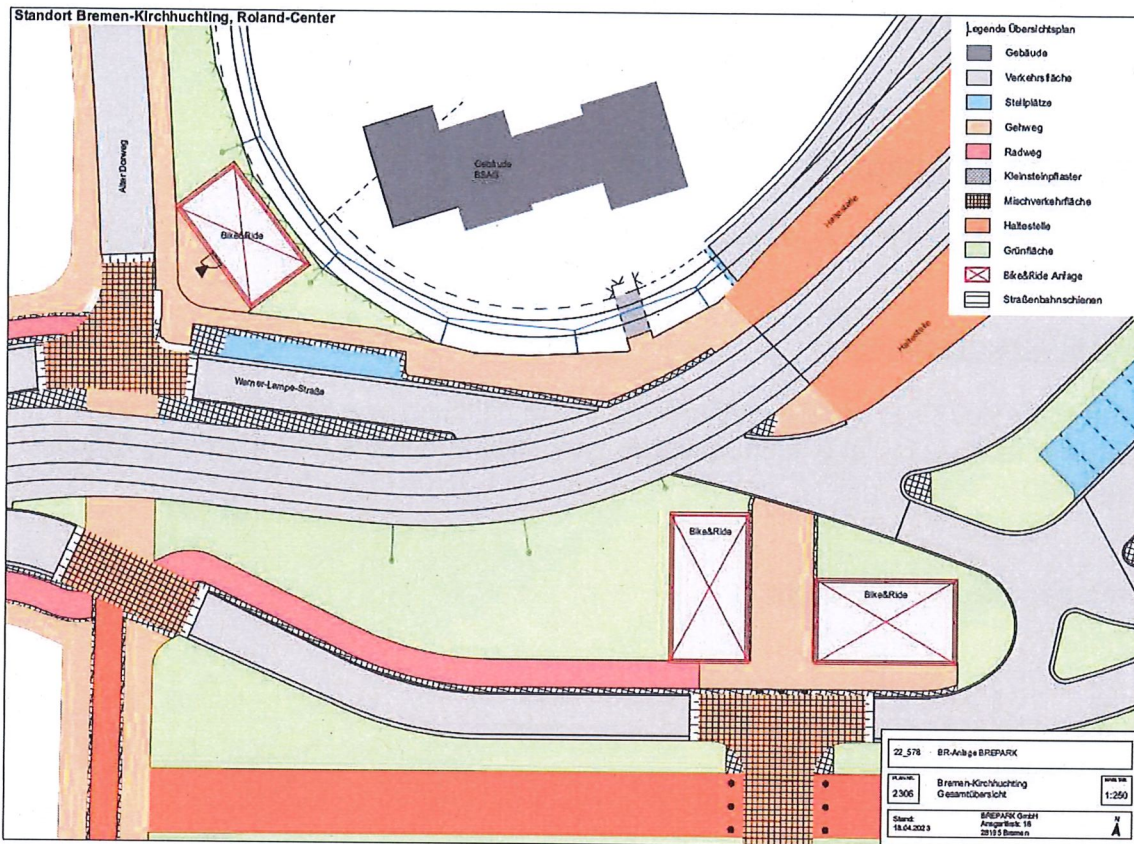 Standort Bremen-Kirchhuchting, Roland-Center
Legende Übersichtsplan
Gebäude
Verkehrsfläche
Stellplätze
Gehweg
Radweg
Kleinsteinpflaster
Mischverkehrfläche
Haltestelle
Grünfläche
Bike&Ride Anlage
Straßenbahnschienen
Alter Dorweg
Gebäude
BSAG
Bike&Ride
Haltestelle
Haltestelle
Werner-Lampe-Straße
Bike&Ride
Bike&Ride
22_578 BR-Anlage BREPARK
2306
Bremen-Kirchhuchting
Gesamtübersicht
1:250
Stand:
18.04.2023
BREPARK GmbH
Ansgaritorstr. 16
28195 Bremen
N